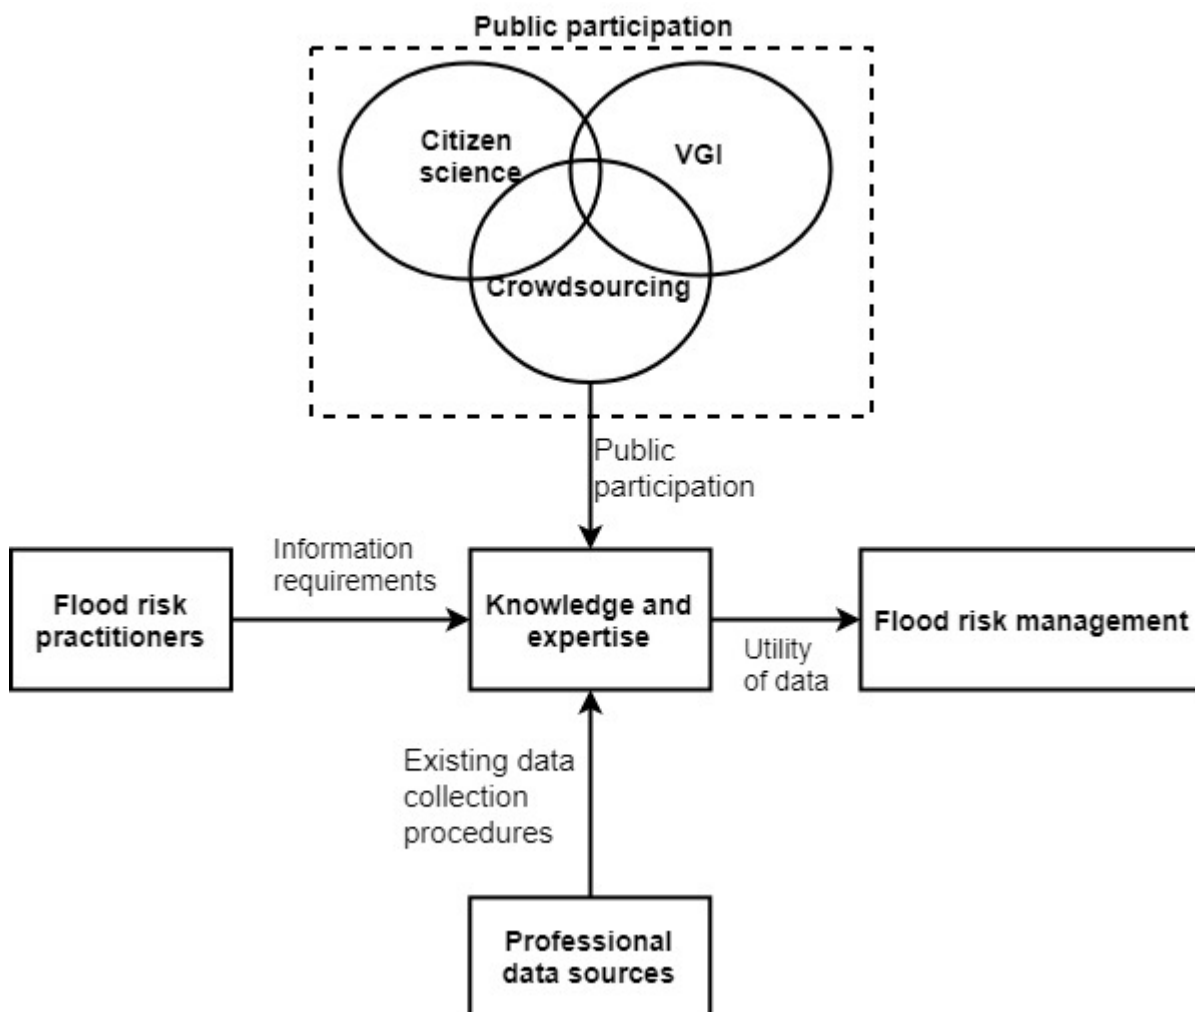 Public participation
Citizen
science
VGI
Crowdsourcing
Public
participation
Information
requirements
Flood risk
practitioners
Knowledge and
expertise
Flood risk management
Utility
of data
Existing data
collection
procedures
Professional
data sources